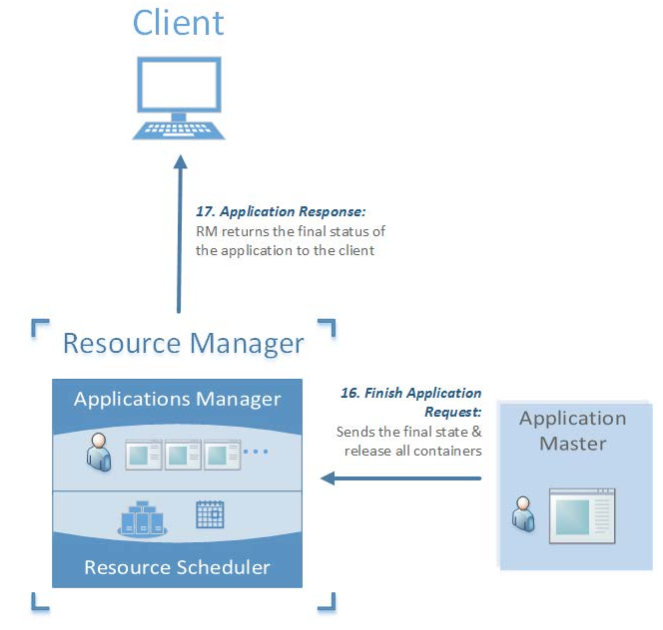 Client
17. Application Response:
RM returns the final status of
the application to the client
Resource Manager
Applications Manager
16. Finish Application
Request:
Sends the final state &
release all containers
Application
Master
Resource Scheduler